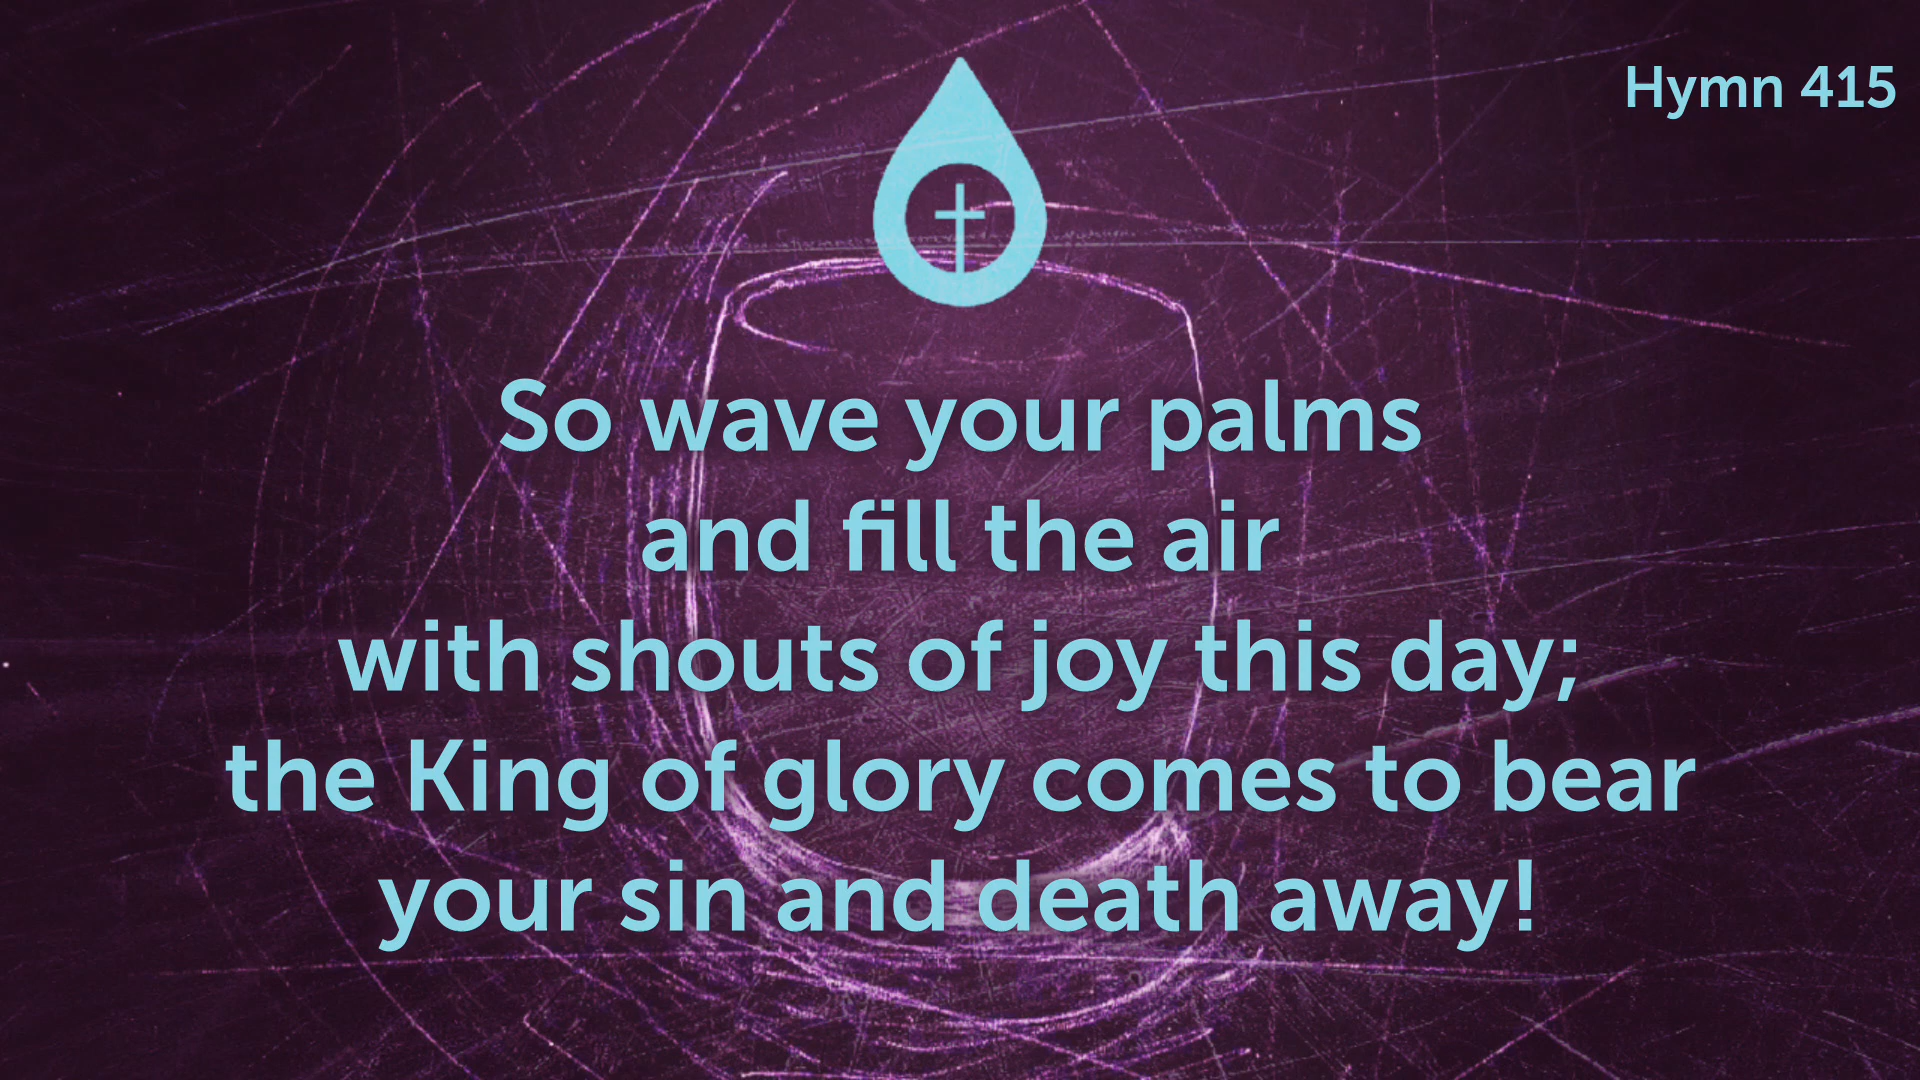 Hymn 415
So wave your palms
and fill the air
with shouts of joy this day;
the King of glory comes to bear
your sin and death away!